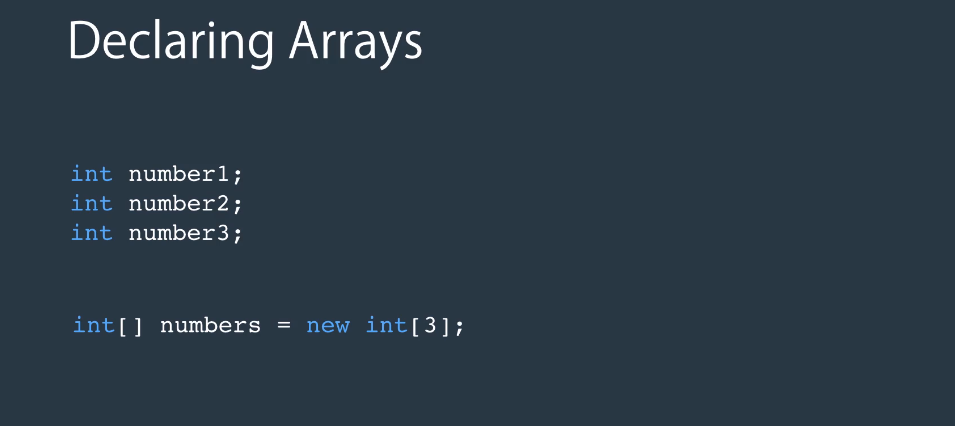 Declaring Arrays
int number1;
int number2;
int number3;
int[] numbers = new int[3];